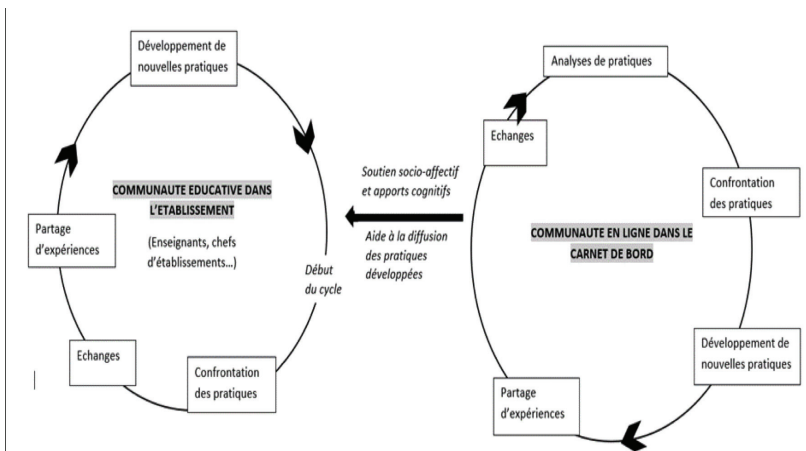 Développement de
nouvelles pratiques
COMMUNAUTE EDUCATIVE DANS
L'ETABLISSEMENT
(Enseignants, chefs
d'établissements…)
Partage
d'expériences
Echanges
Confrontation
des pratiques
Début
du cycle
Soutien socio-affectif
et apports cognitifs
Aide à la diffusion
des pratiques
développées
Analyses de pratiques
Echanges
Confrontation
des pratiques
COMMUNAUTE EN LIGNE DANS LE
CARNET DE BORD
Développement de
nouvelles pratiques
Partage
d'expériences